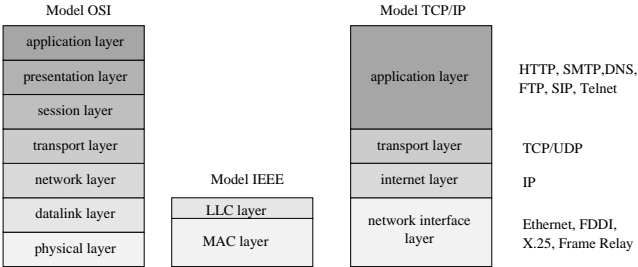 Model OSI
application layer
presentation layer
session layer
transport layer
network layer
datalink layer
physical layer
Model IEEE
LLC layer
MAC layer
Model TCP/IP
application layer
transport layer
internet layer
network interface
layer
HTTP, SMTP,DNS,
FTP, SIP, Telnet
TCP/UDP
IP
Ethernet, FDDI,
X.25, Frame Relay